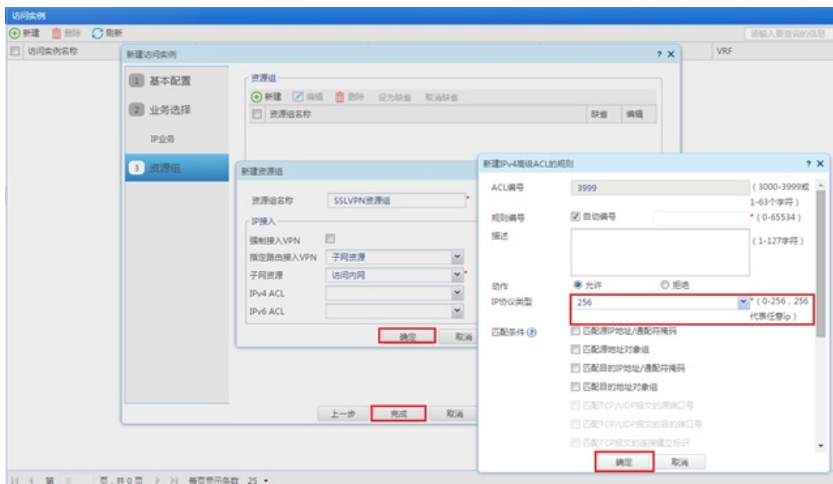 访问实例
新建 删除 刷新 请输入要查询的信息
访问实例名称 VRF
新建访问实例 ? X
1 基本配置
2 业务选择
IP业务
3 资源组
资源组
新建 编辑 删除 设为缺省 取消缺省
资源组名称 缺省 编辑
新建资源组
资源组名称 SSLVPN资源组 *
IP接入
强制接入VPN
指定路由接入VPN 子网资源
子网资源 访问内网 *
IPv4 ACL
IPv6 ACL
确定 取消
上一步 完成 取消
新建IPv4高级ACL的规则 ? X
ACL编号 3999 (3000-3999或
1-63个字符)
规则编号 自动编号 * (0-65534)
描述 (1-127字符)
动作 允许 拒绝
IP协议类型 256 * (0-256，256
代表任意ip)
匹配条件 ? 匹配源IP地址/通配符掩码
匹配源地址对象组
匹配目的IP地址/通配符掩码
匹配目的地址对象组
匹配TCP/UDP报文的源端口号
匹配TCP/UDP报文的目的端口号
匹配TCP报文的连接建立标识
确定 取消
第 0 页，共 0 页 每页显示条数 25